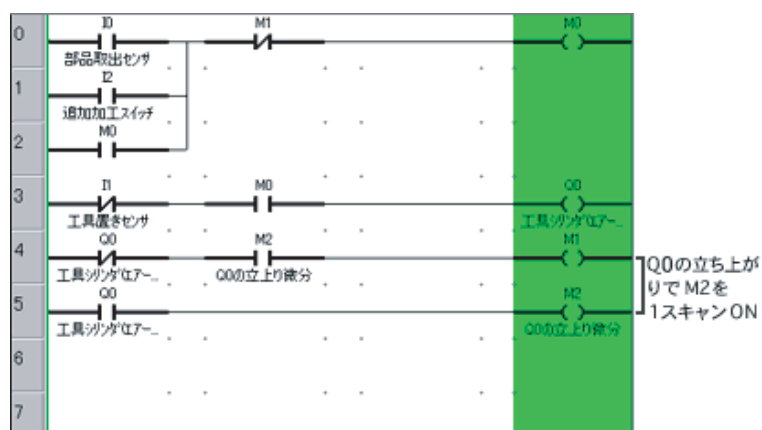 0
I0
M1
M0
部品取出センサ
1
I2
追加加工スイッチ
2
M0
3
I1
M0
Q0
工具置きセンサ
工具シリンダ(エアー…
4
Q0
M2
M1
工具シリンダ(エアー…
Q0の立上り微分
5
Q0
M2
工具シリンダ(エアー…
Q0の立上り微分
Q0の立ち上が
りでM2を
1スキャンON
6
7